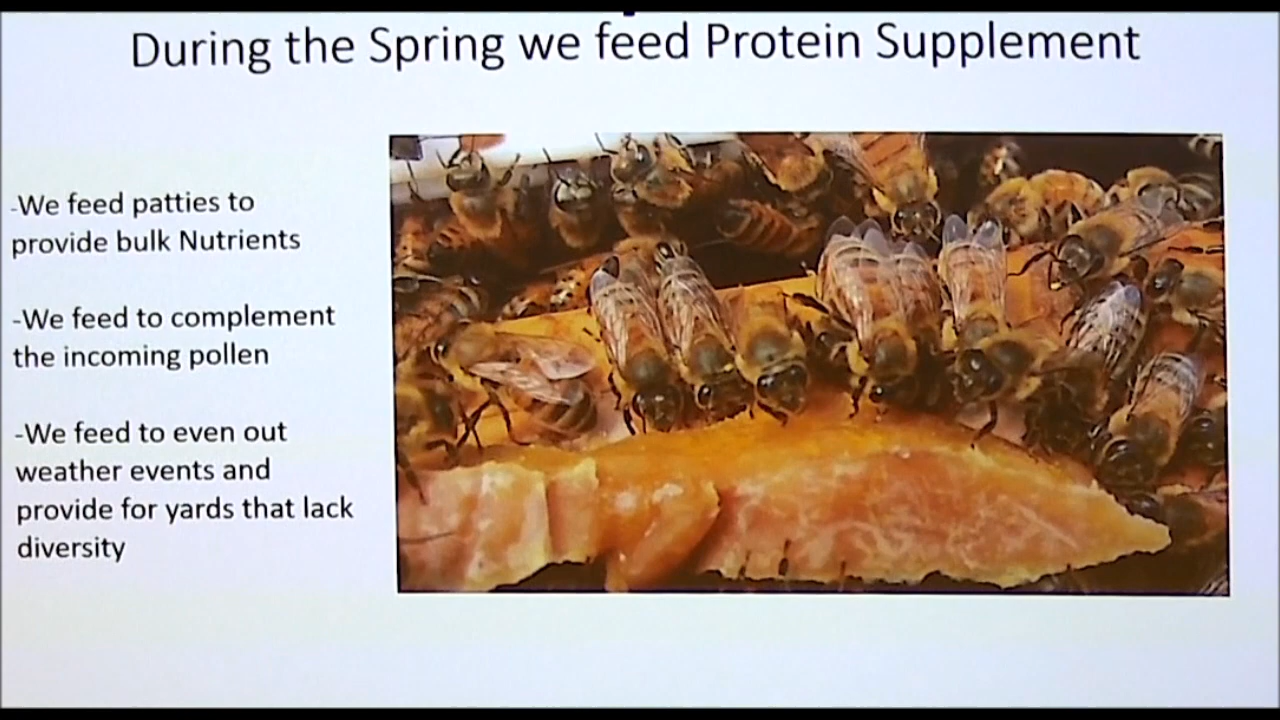 During the Spring we feed Protein Supplement
-We feed patties to
provide bulk Nutrients
-We feed to complement
the incoming pollen
-We feed to even out
weather events and
provide for yards that lack
diversity